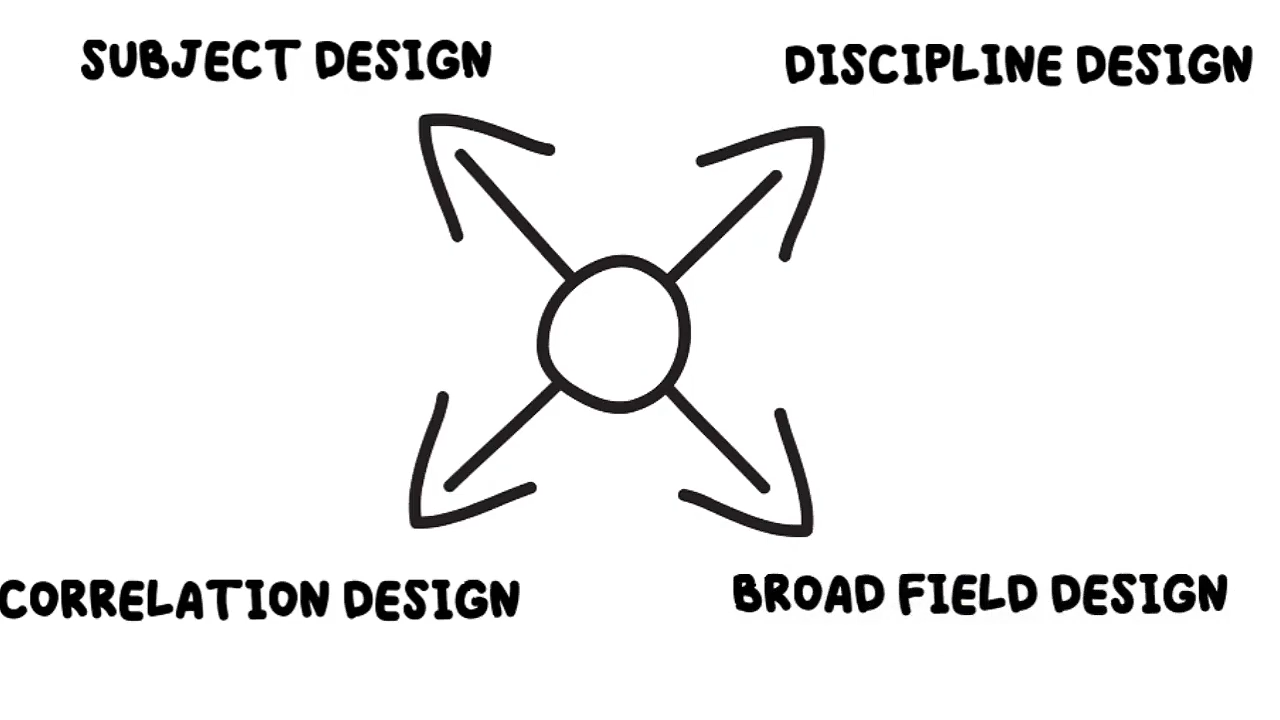 SUBJECT DESIGN
DISCIPLINE DESIGN
CORRELATION DESIGN
BROAD FIELD DESIGN